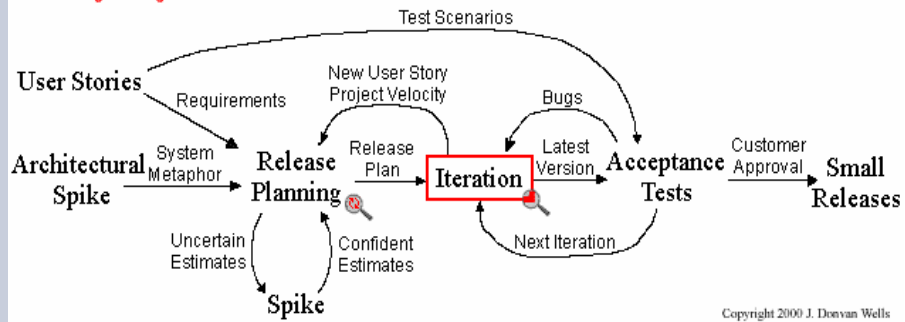 Test Scenarios
User Stories
New User Story
Project Velocity
Bugs
Requirements
Architectural
Spike
System
Metaphor
Release
Planning
Release
Plan
Iteration
Latest
Version
Acceptance
Tests
Customer
Approval
Small
Releases
Uncertain
Estimates
Confident
Estimates
Next Iteration
Spike
Copyright 2000 J. Donvan Wells